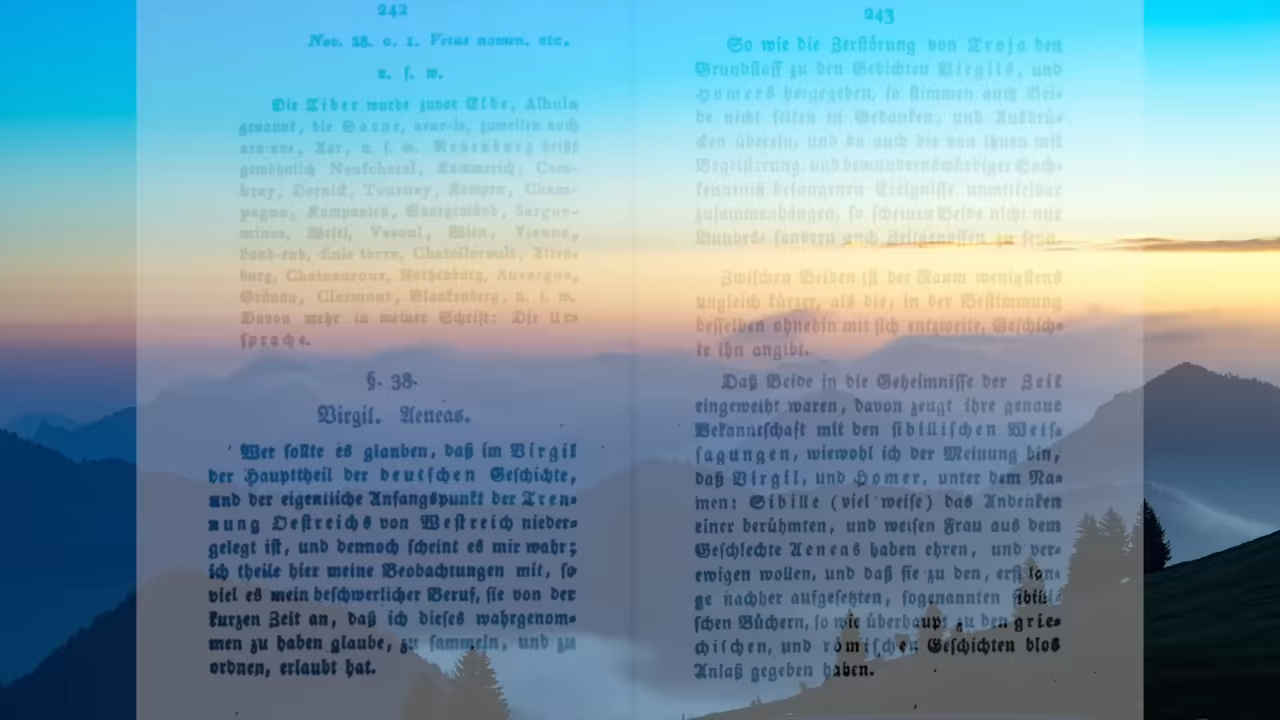 242
Nov. 28. c. 1. Vetus nomen. etc.
u. s. w.
Die Tiber wurde zuvor Elbe, Albula
genannt, die Saone, arar-is, zuweilen auch
Aar, u. s. w. heißt
gewöhnlich Neufchatel, Kammerich, Cam-
bray, Dornick, Tournay, Kempen, Cham-
pagne, Kampanien, Saargemünd, Sargue-
mines, Vesoul, Wien, Vienne,
Land-end, finis terre, Chatellerault, Alten-
burg, Chateauroux, Rothenburg, Auvergne,
Clermont, Blankenberg, u. s. w.
Davon mehr in meiner Schrift: Die Ur-
sprache.
§. 38.
Virgil. Aeneas.
Wer sollte es glauben, daß im Virgil
der Haupttheil der deutschen Geschichte,
und der eigentliche Anfangspunkt der Tren-
nung Oestreichs von Westreich nieder-
gelegt ist, und dennoch scheint es mir wahr;
ich theile hier meine Beobachtungen mit, so
viel es mein beschwerlicher Beruf, sie von der
kurzen Zeit an, daß ich dieses wahrgenom-
men zu haben glaube, zu sammeln, und zu
ordnen, erlaubt hat.
243
So wie die Zerstörung von Troja den
Grundstoff zu den Gedichten Virgils, und
Homers hergegeben, so stimmen auch Bei-
de nicht selten in Gedanken, und Ausdrü-
cken überein, und da auch die von ihnen mit
Begeisterung, und bewundernswürdiger Sach-
kenntniß besungenen Ereignisse unmittelbar
zusammenhängen, so scheinen Beide nicht nur
Bundes- sondern auch Zeitgenossen zu seyn.
Zwischen Beiden ist der Raum wenigstens
ungleich kürzer, als die, in der Bestimmung
desselben ohnehin mit sich entzweite, Geschich-
te ihn angibt.
Daß Beide in die Geheimnisse der Zeit
eingeweiht waren, davon zeugt ihre genaue
Bekanntschaft mit den sibillischen Weis-
sagungen, wiewohl ich der Meinung bin,
daß Virgil, und Homer, unter dem Na-
men: Sibille (viel weise) das Andenken
einer berühmten, und weisen Frau aus dem
Geschlechte Aeneas haben ehren, und ver-
ewigen wollen, und daß sie zu den, erst lan-
ge nachher aufgesetzten, sogenannten sibilli-
schen Büchern, so wie überhaupt zu den grie-
chischen, und römischen Geschichten blos
Anlaß gegeben haben.